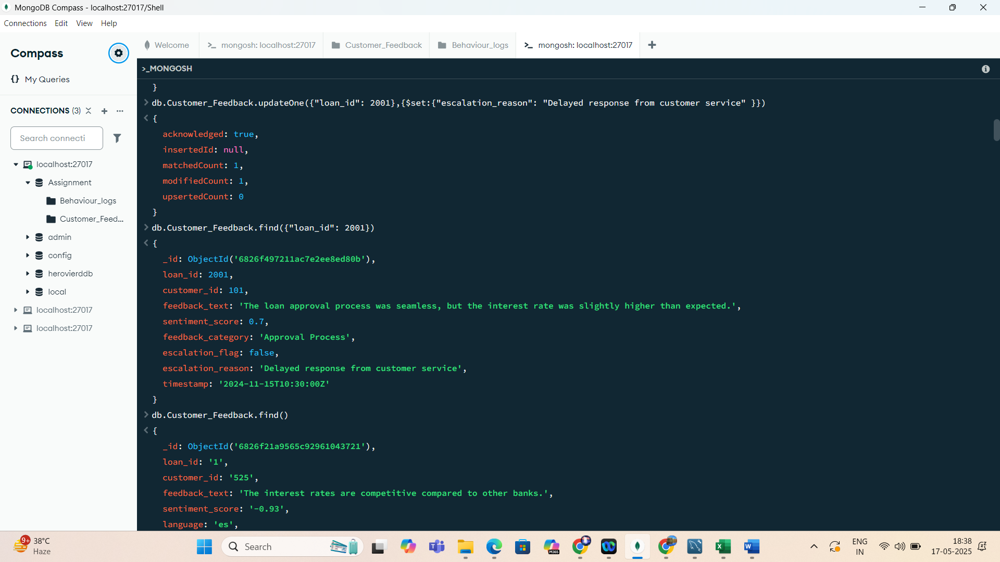 MongoDB Compass - localhost:27017/Shell
Connections Edit View Help
Compass
{} My Queries
CONNECTIONS (3)
Search connecti
localhost:27017
Assignment
Behaviour_logs
Customer_Feed...
admin
config
herovierddb
local
localhost:27017
localhost:27017
Welcome
mongosh: localhost:27017
Customer_Feedback
Behaviour_logs
mongosh: localhost:27017
>_MONGOSH
}
db.Customer_Feedback.updateOne({"loan_id": 2001},{$set:{"escalation_reason": "Delayed response from customer service" }})
{
acknowledged: true,
insertedId: null,
matchedCount: 1,
modifiedCount: 1,
upsertedCount: 0
}
db.Customer_Feedback.find({"loan_id": 2001})
{
_id: ObjectId('6826f497211ac7e2ee8ed80b'),
loan_id: 2001,
customer_id: 101,
feedback_text: 'The loan approval process was seamless, but the interest rate was slightly higher than expected.',
sentiment_score: 0.7,
feedback_category: 'Approval Process',
escalation_flag: false,
escalation_reason: 'Delayed response from customer service',
timestamp: '2024-11-15T10:30:00Z'
}
db.Customer_Feedback.find()
{
_id: ObjectId('6826f21a9565c92961043721'),
loan_id: '1',
customer_id: '525',
feedback_text: 'The interest rates are competitive compared to other banks.',
sentiment_score: '-0.93',
language: 'es',
9+
38°C
Haze
Search
M365
ENG
IN
18:38
17-05-2025